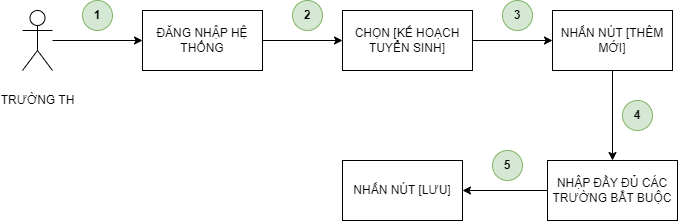 1
ĐĂNG NHẬP HỆ
THỐNG
2
CHỌN [KẾ HOẠCH
TUYỂN SINH]
3
NHẤN NÚT [THÊM
MỚI]
TRƯỜNG TH
4
NHẬP ĐẦY ĐỦ CÁC
TRƯỜNG BẮT BUỘC
5
NHẤN NÚT [LƯU]